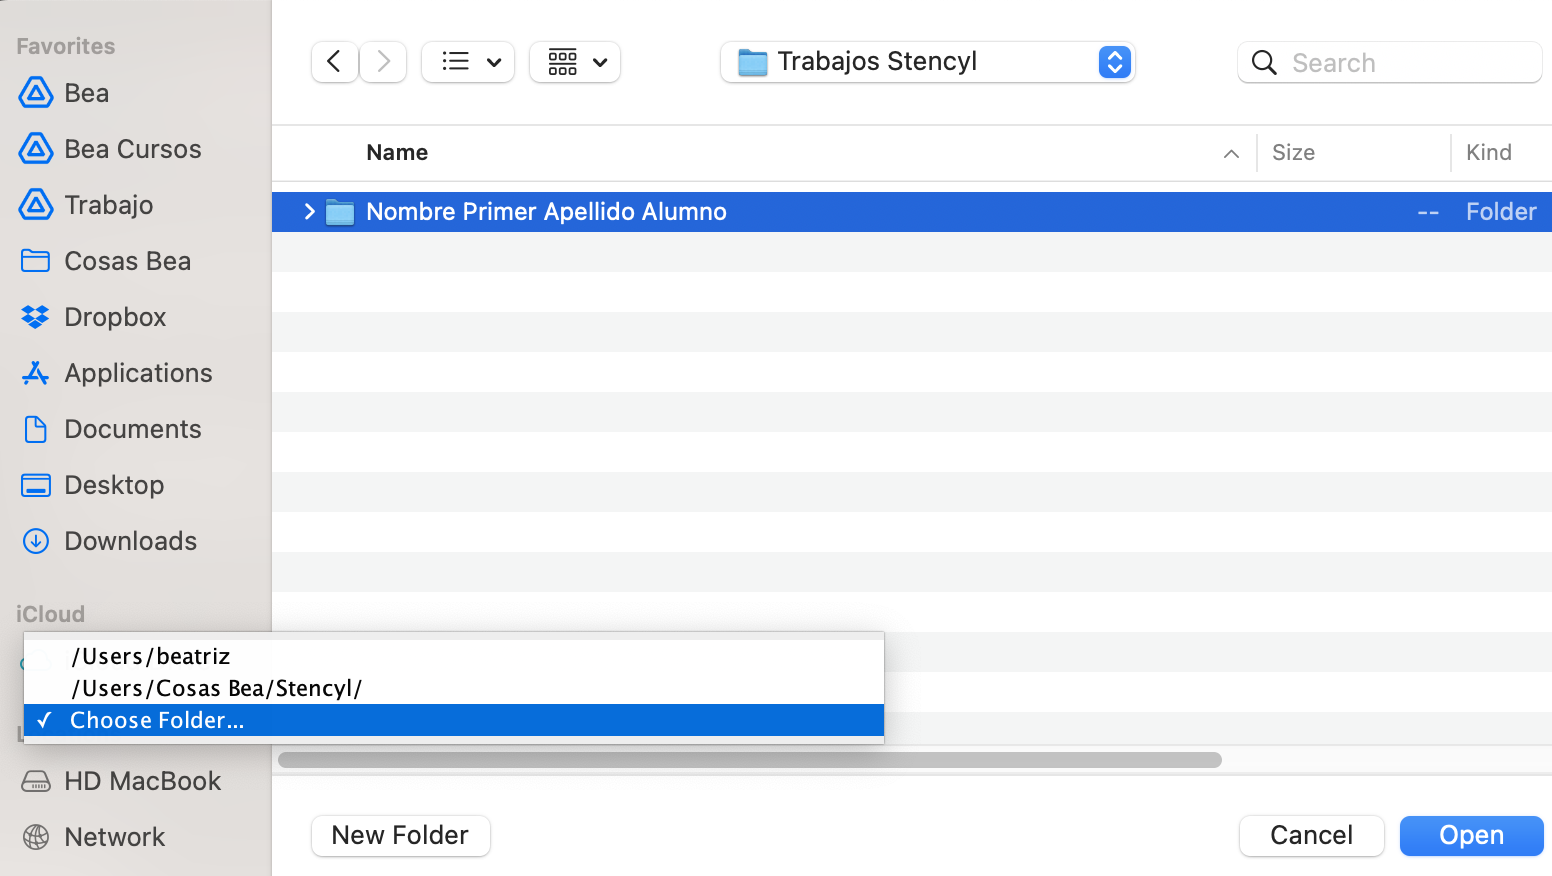 Favorites
Bea
Bea Cursos
Trabajo
Cosas Bea
Dropbox
Applications
Documents
Desktop
Downloads
iCloud
HD MacBook
Network
Trabajos Stencyl
Search
Name
Size
Kind
Nombre Primer Apellido Alumno
--
Folder
/Users/beatriz
/Users/Cosas Bea/Stencyl/
✓ Choose Folder...
New Folder
Cancel
Open